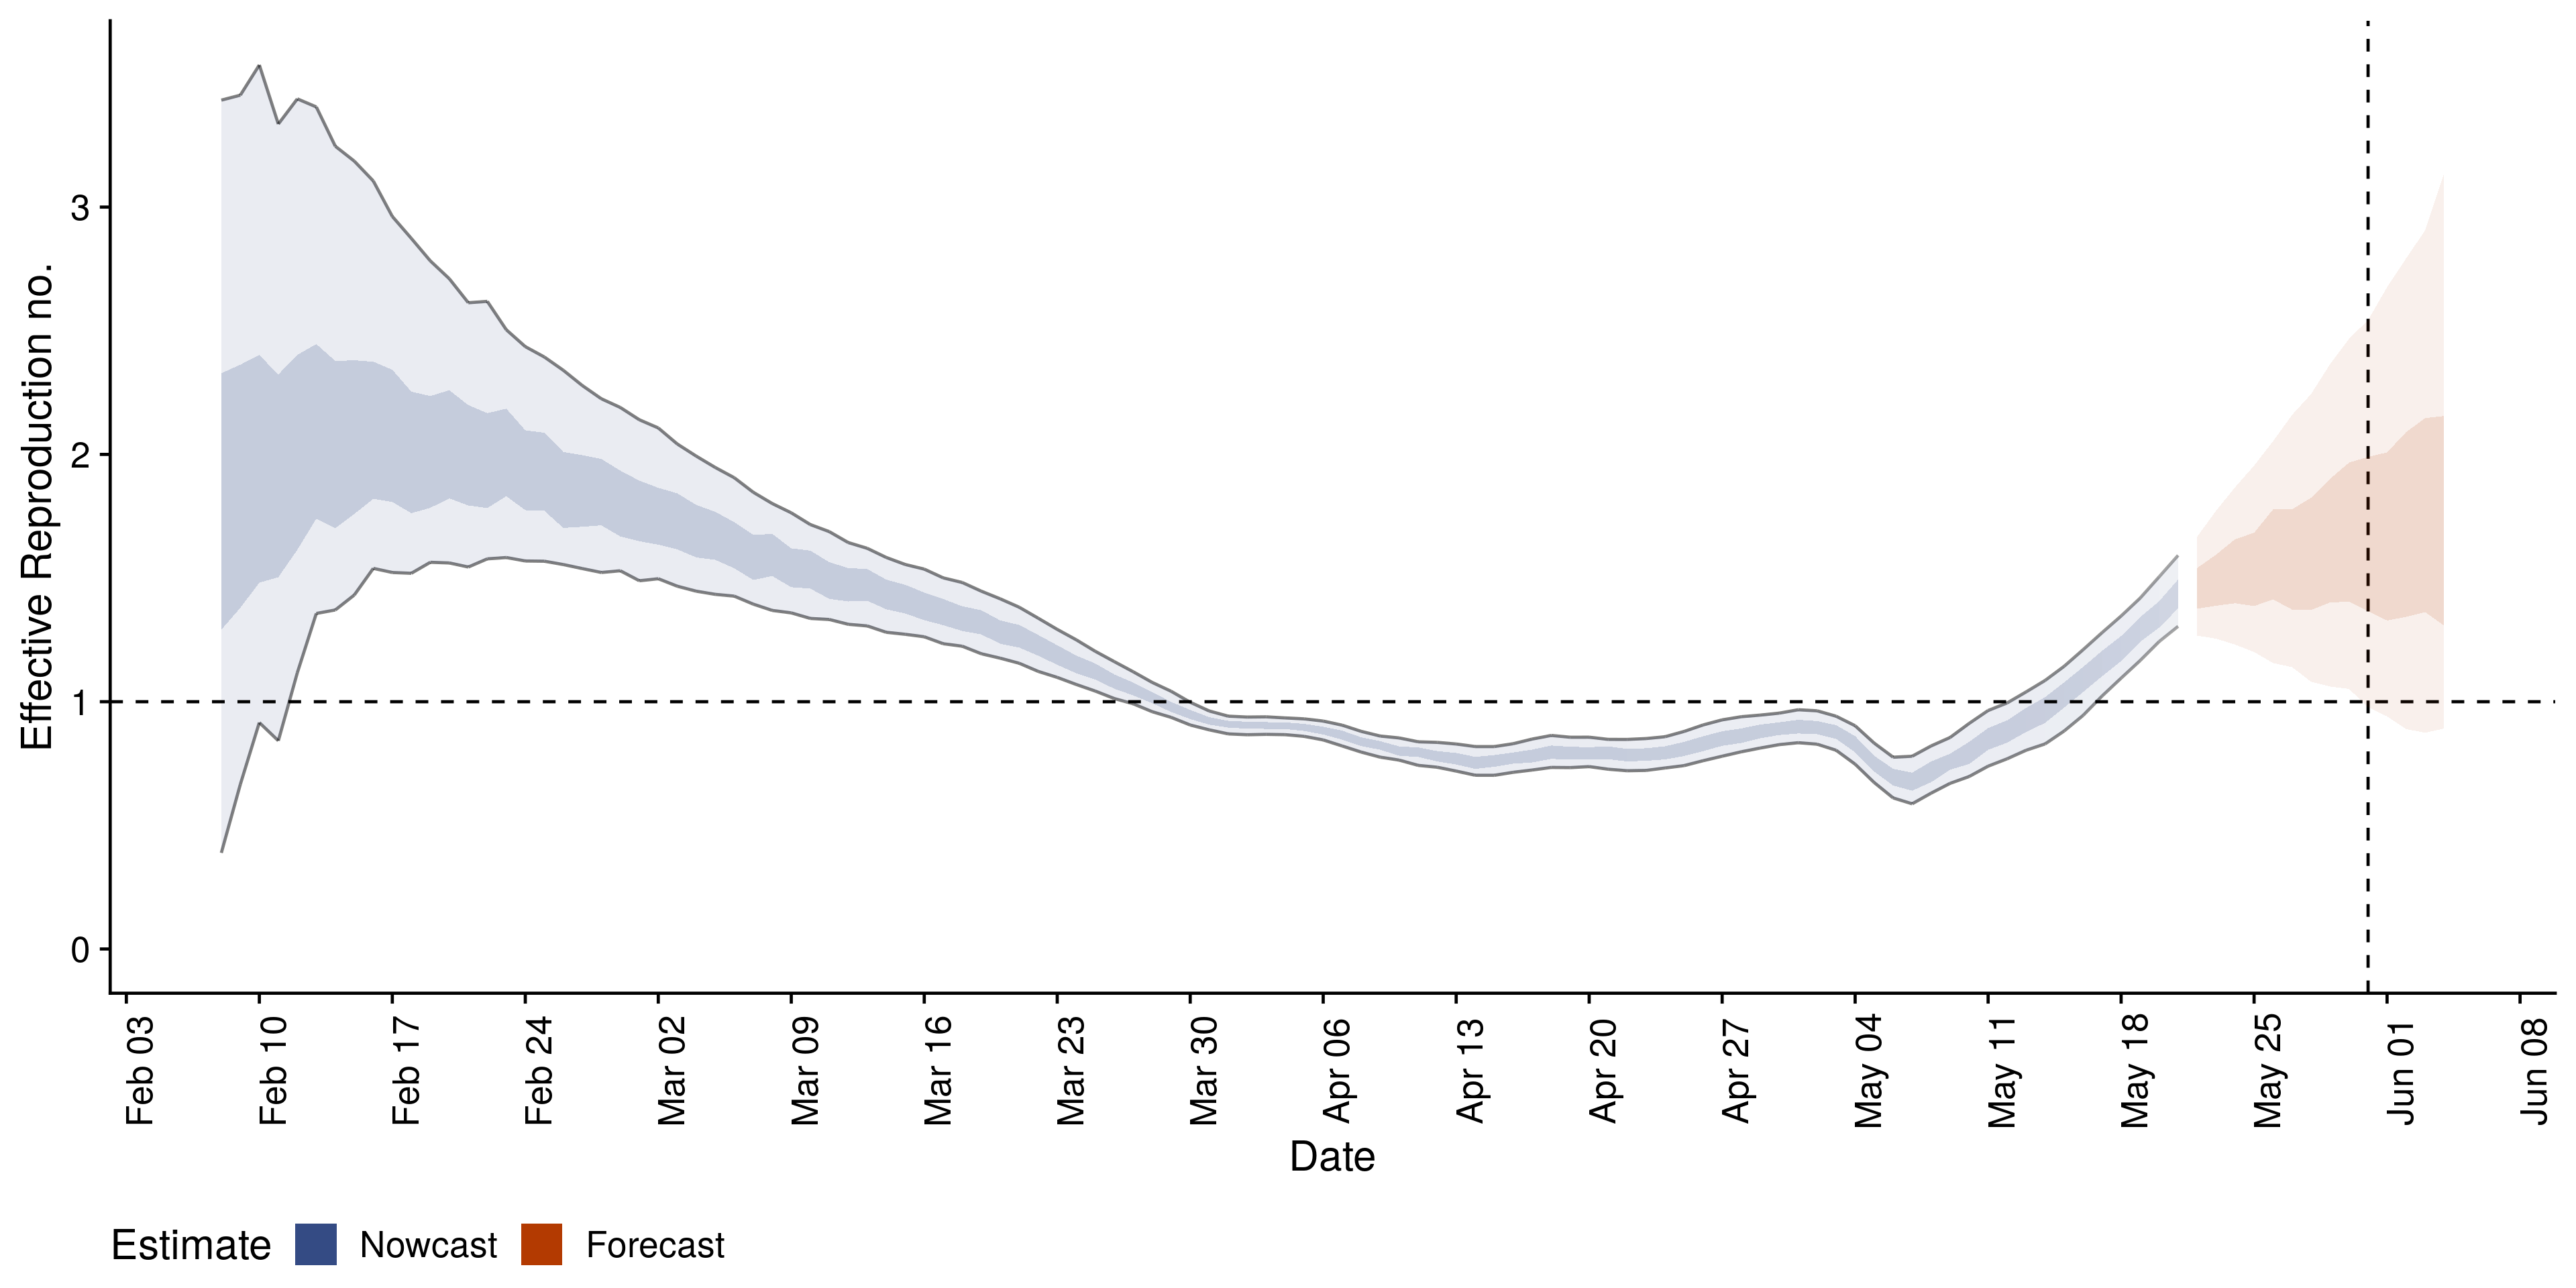 Effective Reproduction no.
3
2
1
0
Feb 03
Feb 10
Feb 17
Feb 24
Mar 02
Mar 09
Mar 16
Mar 23
Mar 30
Apr 06
Apr 13
Apr 20
Apr 27
May 04
May 11
May 18
May 25
Jun 01
Jun 08
Date
Estimate Nowcast Forecast